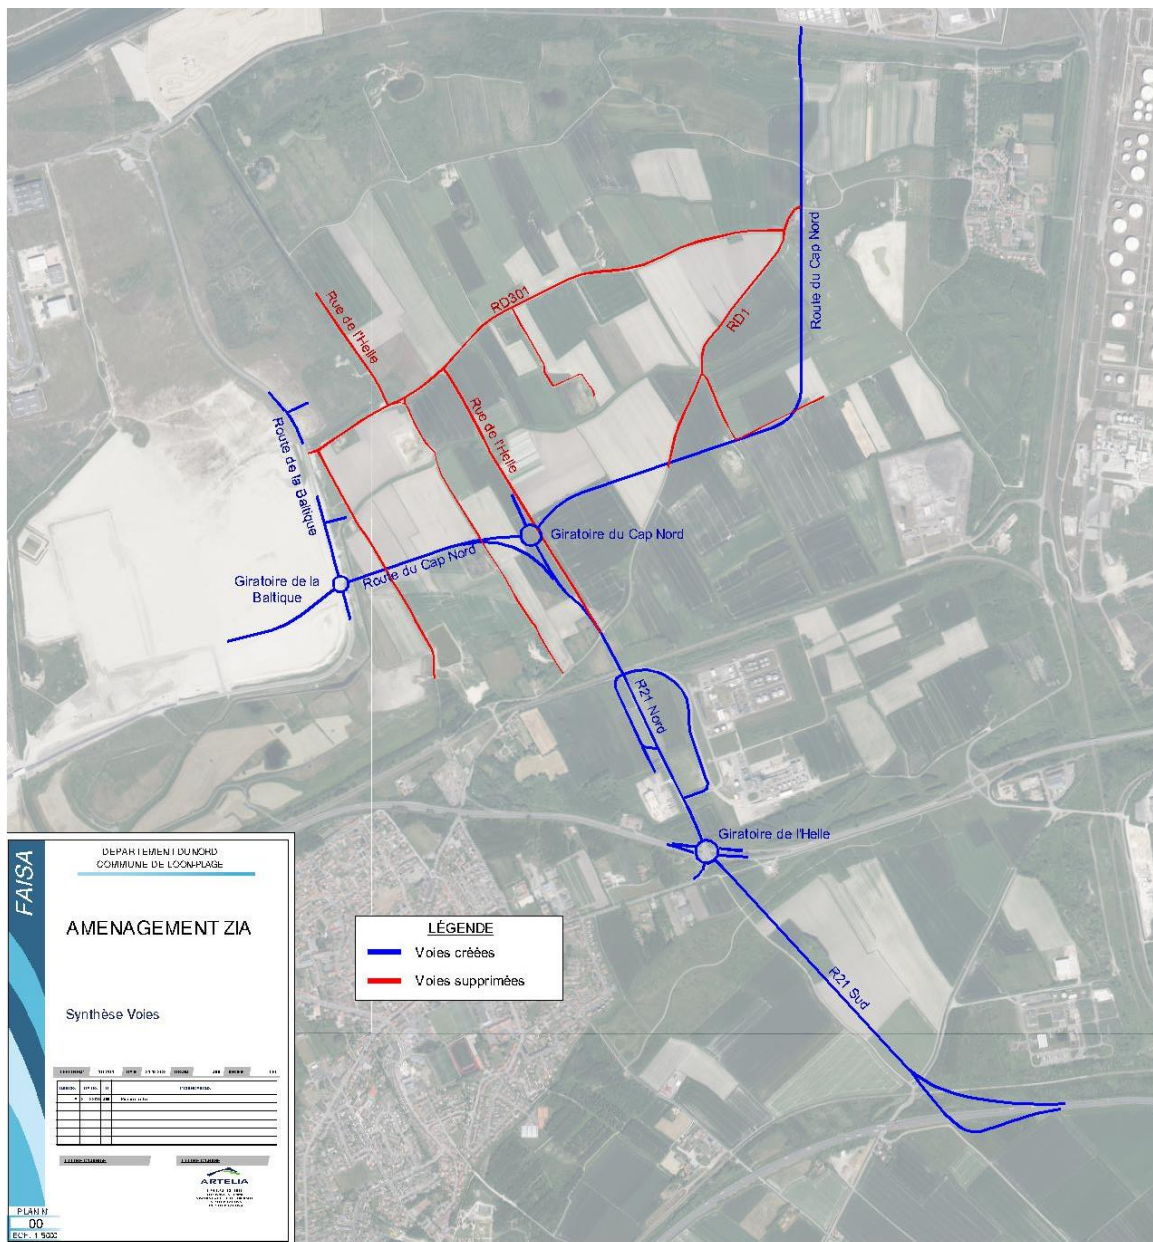 Route du Cap Nord
RD301
Rue de l'Helle
RD1
Rue de l'Helle
Route de la Baltique
Giratoire du Cap Nord
Route du Cap Nord
Giratoire de la
Baltique
R21 Nord
Giratoire de l'Helle
R21 Sud
LÉGENDE
Voies créées
Voies supprimées
FAISA
DEPARTEMENT DU NORD
COMMUNE DE LOON-PLAGE
AMENAGEMENT ZIA
Synthèse Voies
ARTELIA
PLAN N°
00